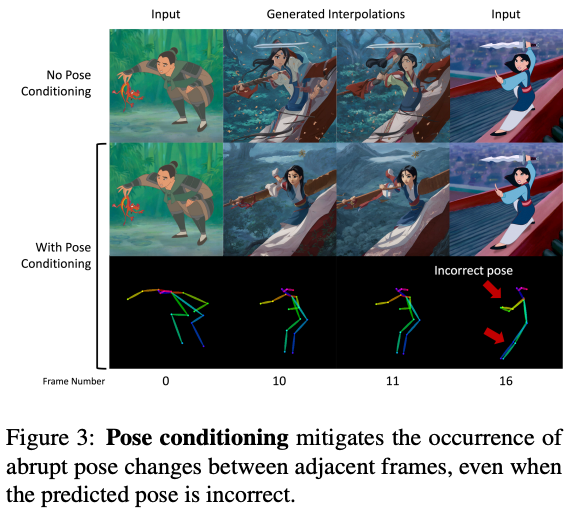 Input Generated Interpolations Input
No Pose
Conditioning
With Pose
Conditioning
Incorrect pose
Frame Number 0 10 11 16
Figure 3: Pose conditioning mitigates the occurrence of
abrupt pose changes between adjacent frames, even when
the predicted pose is incorrect.